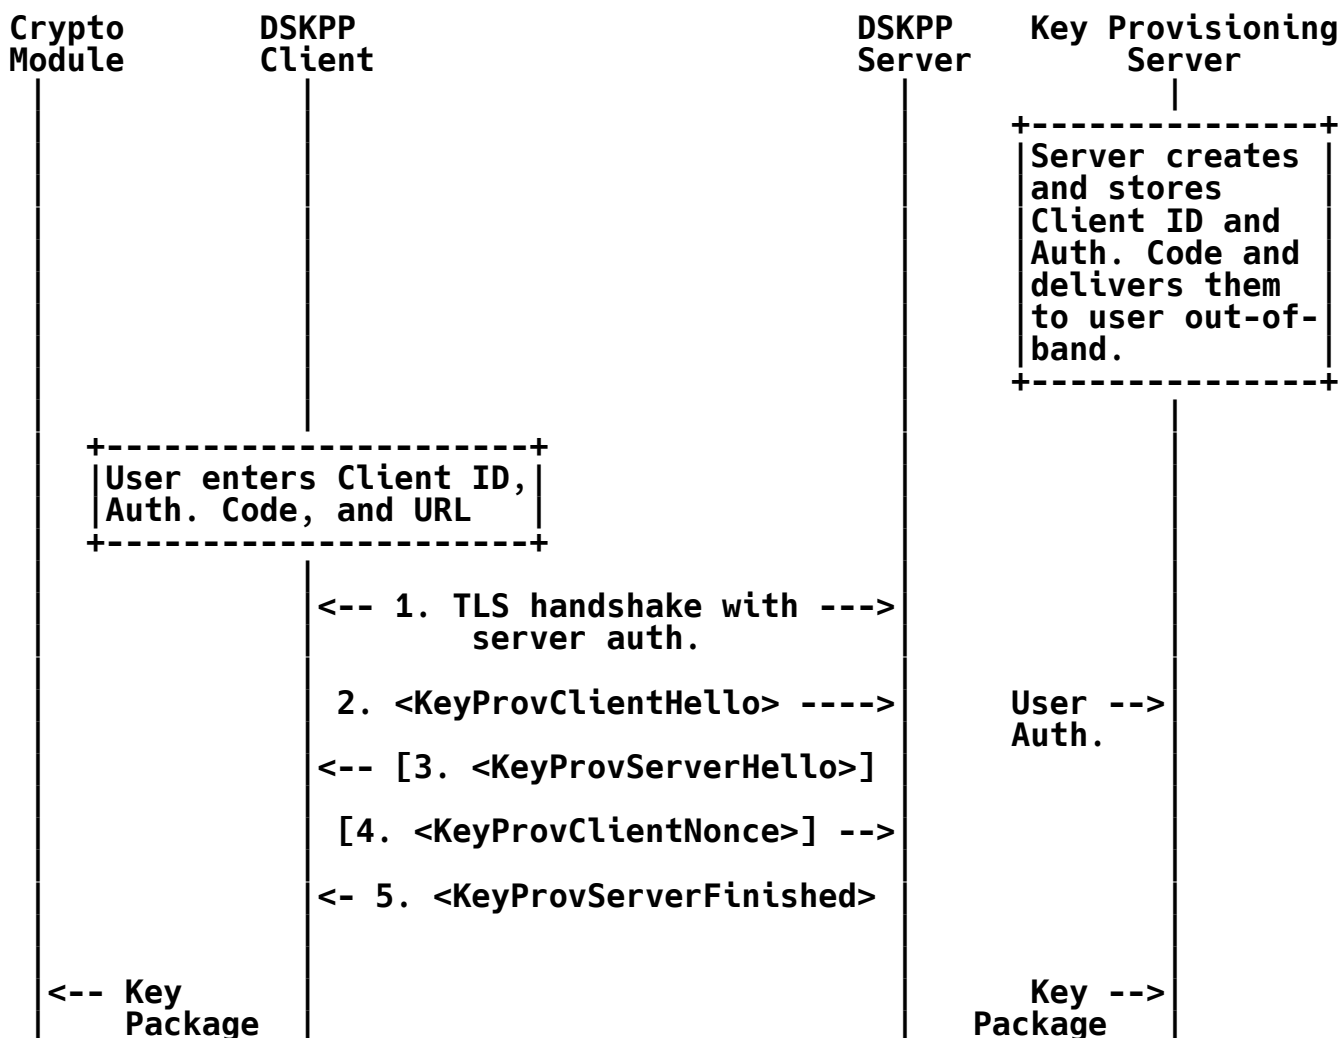 Crypto DSKPP DSKPP Key Provisioning
Module Client Server Server
Server creates
and stores
Client ID and
Auth. Code and
delivers them
to user out-of-
band.
User enters Client ID,
Auth. Code, and URL
<-- 1. TLS handshake with --->
server auth.
2. <KeyProvClientHello> ----> User -->
Auth.
<-- [3. <KeyProvServerHello>]
[4. <KeyProvClientNonce>] -->
<- 5. <KeyProvServerFinished>
<-- Key Key -->
Package Package